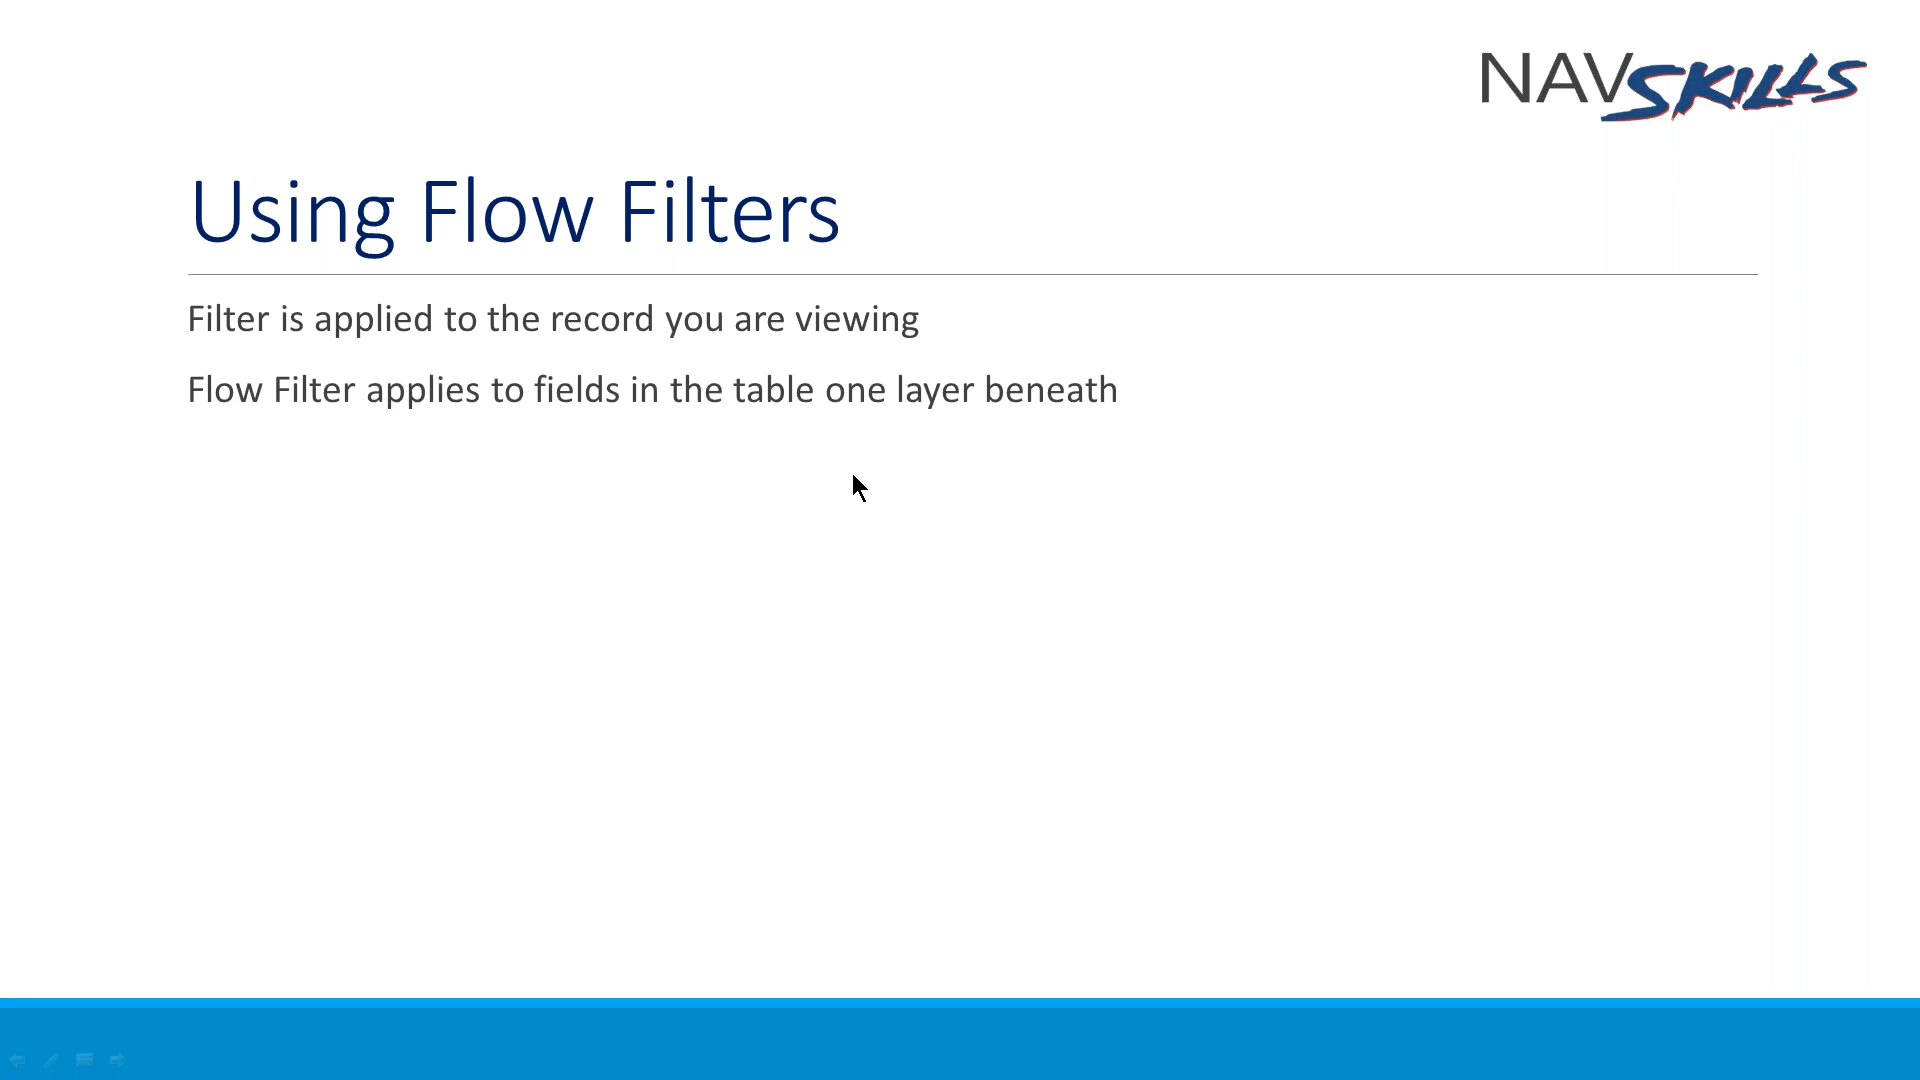 NAVSKILLS
Using Flow Filters
Filter is applied to the record you are viewing
Flow Filter applies to fields in the table one layer beneath